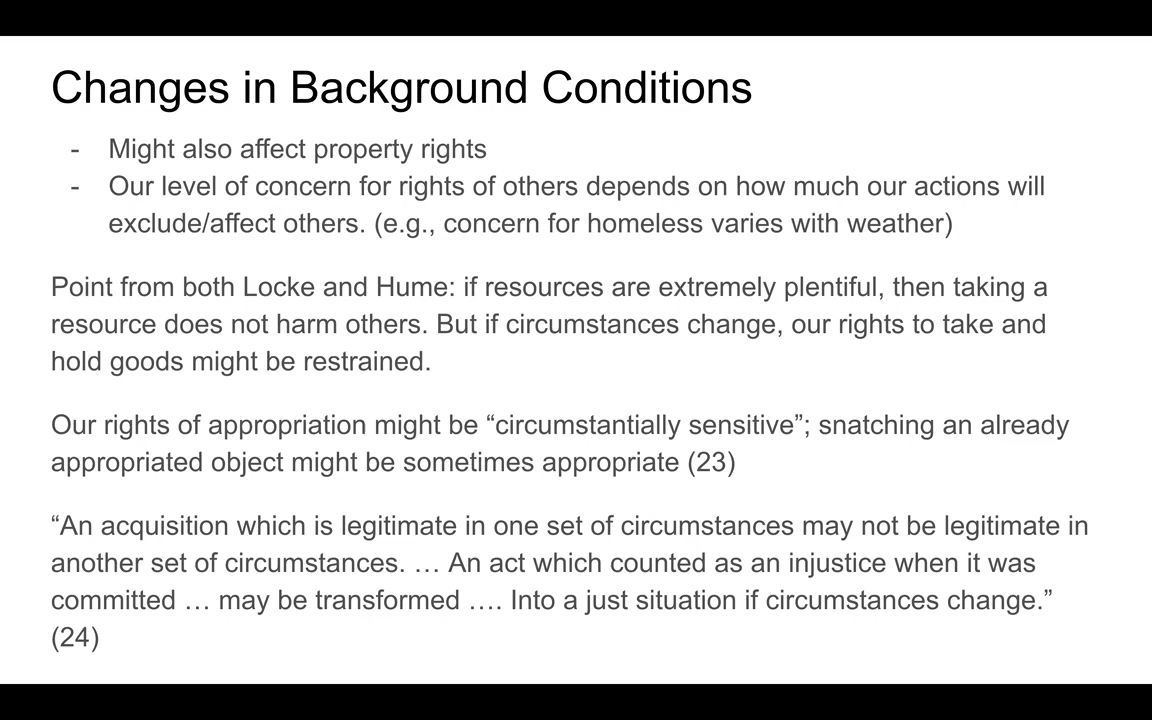 Changes in Background Conditions
- Might also affect property rights
- Our level of concern for rights of others depends on how much our actions will
exclude/affect others. (e.g., concern for homeless varies with weather)
Point from both Locke and Hume: if resources are extremely plentiful, then taking a
resource does not harm others. But if circumstances change, our rights to take and
hold goods might be restrained.
Our rights of appropriation might be “circumstantially sensitive”; snatching an already
appropriated object might be sometimes appropriate (23)
“An acquisition which is legitimate in one set of circumstances may not be legitimate in
another set of circumstances. … An act which counted as an injustice when it was
committed … may be transformed …. Into a just situation if circumstances change.”
(24)